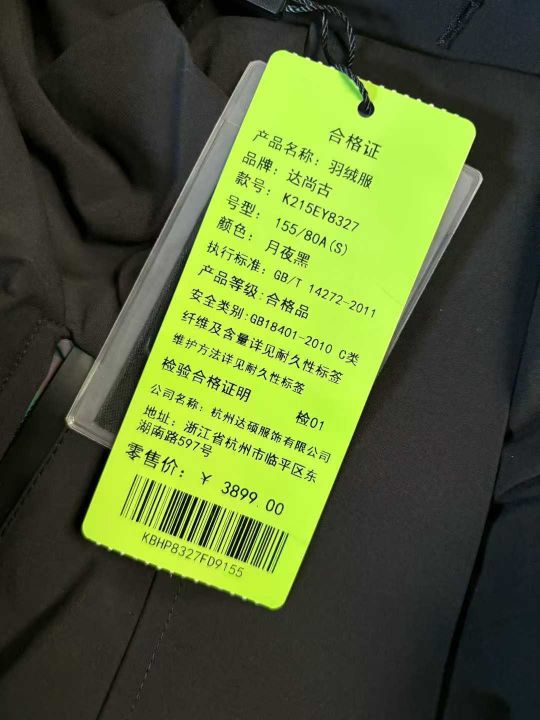 合格证
产品名称: 羽绒服
品牌: 达尚古
款号: K215EY8327
号型: 155/80A(S)
颜色: 月夜黑
执行标准: GB/T 14272-2011
产品等级:合格品
安全类别:GB18401-2010 C类
纤维及含量详见耐久性标签
维护方法详见耐久性标签
检验合格证明 检01
公司名称: 杭州达硕服饰有限公司
地址: 浙江省杭州市临平区东
湖南路597号
零售价: ￥ 3899.00
KBHP8327FD9155